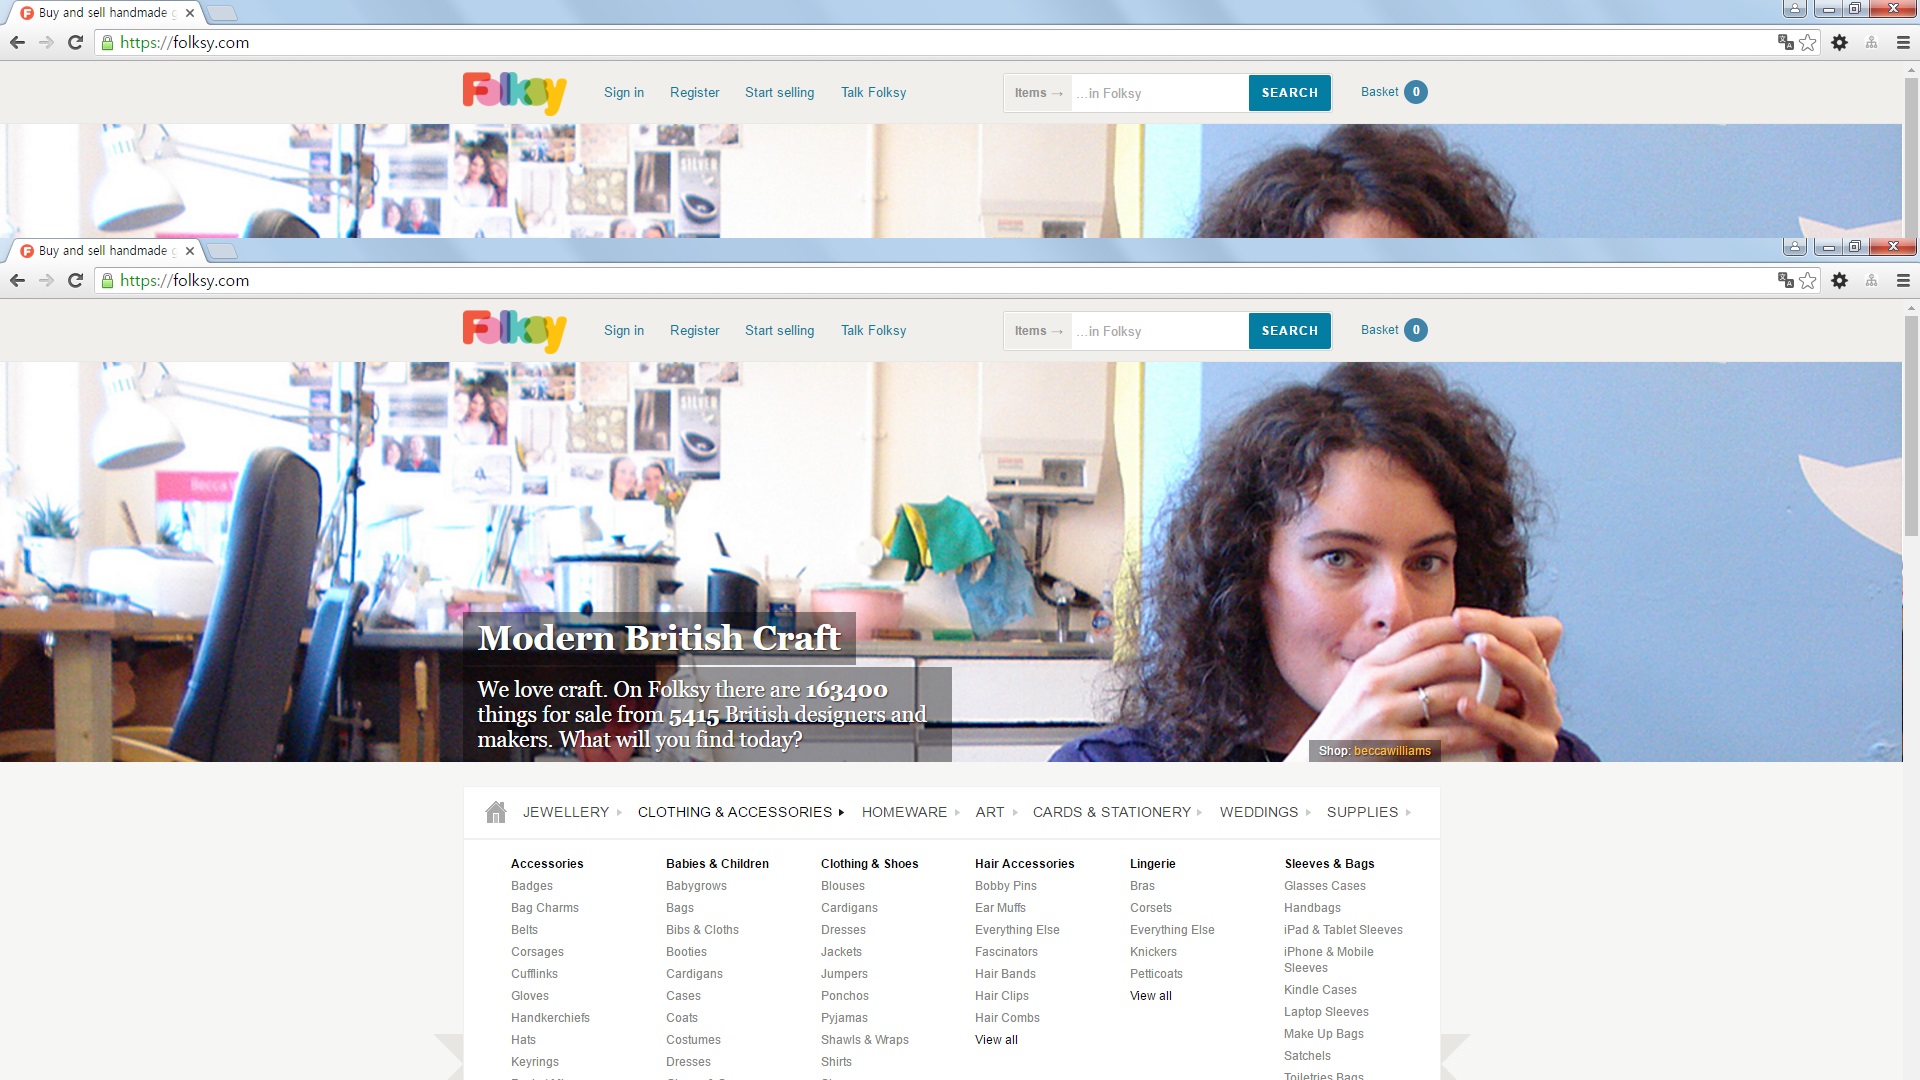 Buy and sell handmade
https://folksy.com
Folksy
Sign in
Register
Start selling
Talk Folksy
Items →
...in Folksy
SEARCH
Basket
0
SILVER
Buy and sell handmade
https://folksy.com
Folksy
Sign in
Register
Start selling
Talk Folksy
Items →
...in Folksy
SEARCH
Basket
0
SILVER
Becca
Modern British Craft
We love craft. On Folksy there are 163400
things for sale from 5415 British designers and
makers. What will you find today?
Shop: beccawilliams
JEWELLERY
CLOTHING & ACCESSORIES
HOMEWARE
ART
CARDS & STATIONERY
WEDDINGS
SUPPLIES
Accessories
Badges
Bag Charms
Belts
Corsages
Cufflinks
Gloves
Handkerchiefs
Hats
Keyrings
Babies & Children
Babygrows
Bags
Bibs & Cloths
Booties
Cardigans
Cases
Coats
Costumes
Dresses
Clothing & Shoes
Blouses
Cardigans
Dresses
Jackets
Jumpers
Ponchos
Pyjamas
Shawls & Wraps
Shirts
Hair Accessories
Bobby Pins
Ear Muffs
Everything Else
Fascinators
Hair Bands
Hair Clips
Hair Combs
View all
Lingerie
Bras
Corsets
Everything Else
Knickers
Petticoats
View all
Sleeves & Bags
Glasses Cases
Handbags
iPad & Tablet Sleeves
iPhone & Mobile
Sleeves
Kindle Cases
Laptop Sleeves
Make Up Bags
Satchels
Toiletries Bags